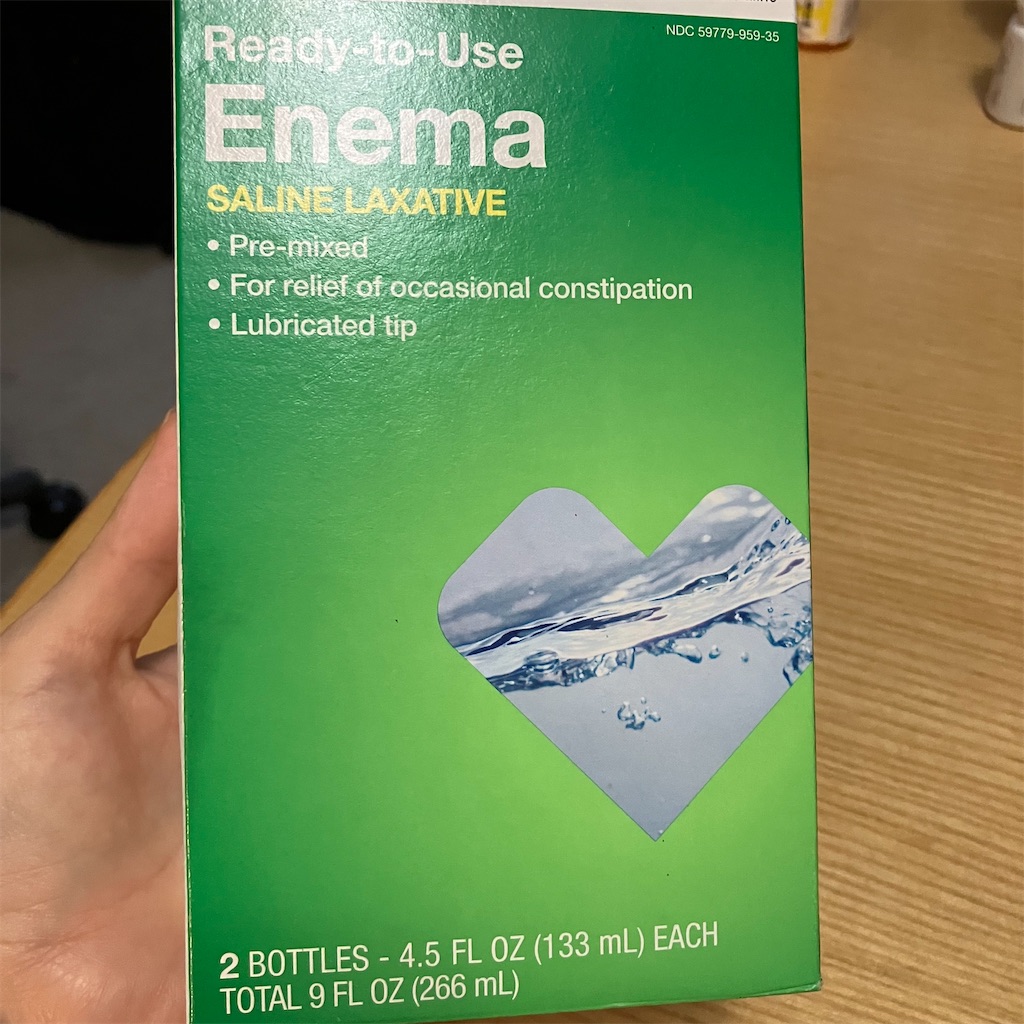 NDC 59779-959-35
Ready-to-Use
Enema
SALINE LAXATIVE
• Pre-mixed
• For relief of occasional constipation
• Lubricated tip
2 BOTTLES - 4.5 FL OZ (133 mL) EACH
TOTAL 9 FL OZ (266 mL)